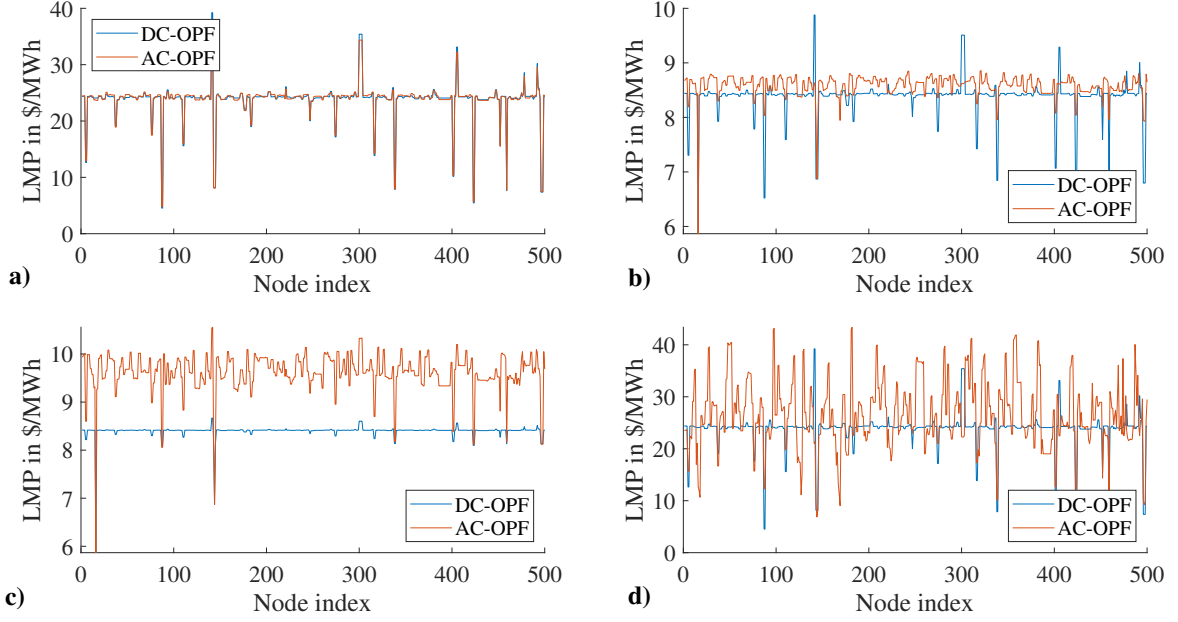 40
30
20
10
0
LMP in $/MWh
DC-OPF
AC-OPF
0 100 200 300 400 500
Node index
a)
10
9
8
7
6
LMP in $/MWh
DC-OPF
AC-OPF
0 100 200 300 400 500
Node index
b)
10
9
8
7
6
LMP in $/MWh
DC-OPF
AC-OPF
0 100 200 300 400 500
Node index
c)
40
30
20
10
0
LMP in $/MWh
DC-OPF
AC-OPF
0 100 200 300 400 500
Node index
d)